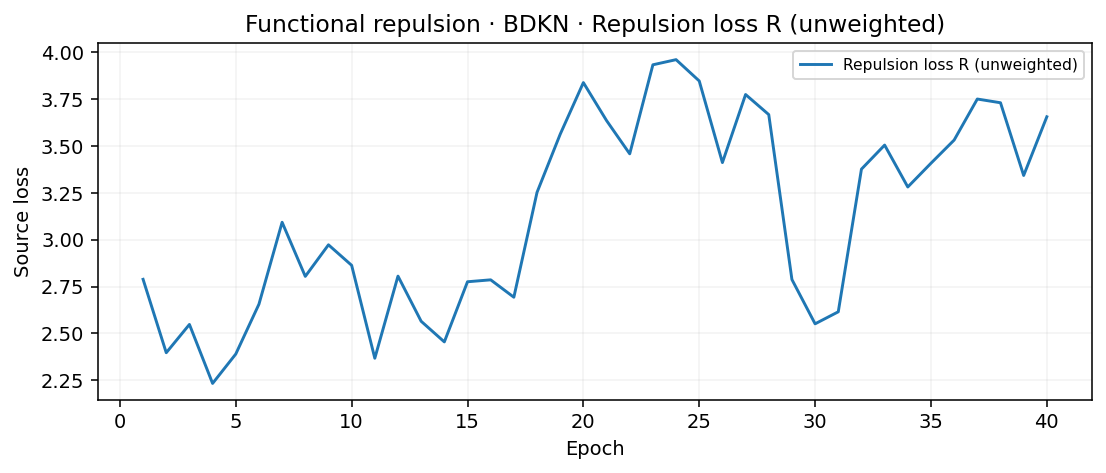 Functional repulsion · BDKN · Repulsion loss R (unweighted)
Repulsion loss R (unweighted)
Source loss
4.00
3.75
3.50
3.25
3.00
2.75
2.50
2.25
0 5 10 15 20 25 30 35 40
Epoch